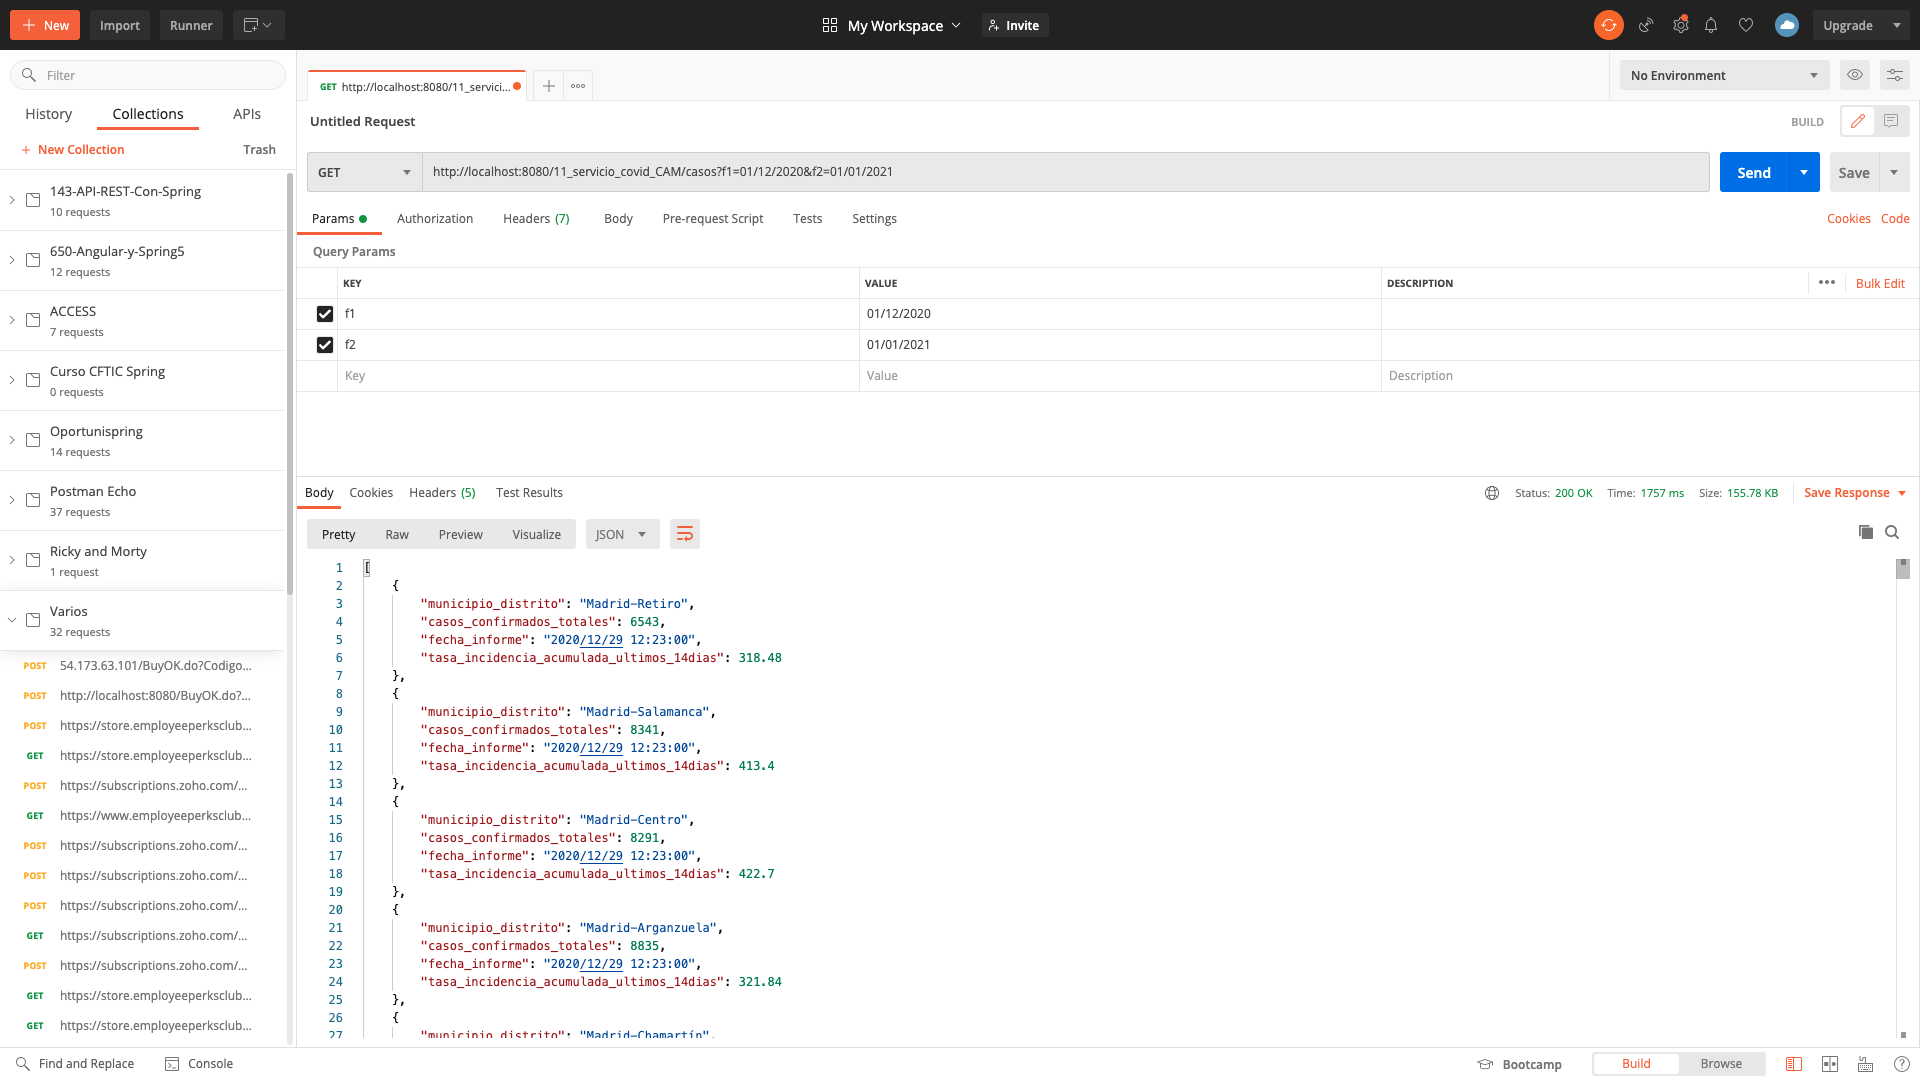 New
Import
Runner
My Workspace
Invite
Upgrade
Filter
History
Collections
APIs
New Collection
Trash
143-API-REST-Con-Spring
10 requests
650-Angular-y-Spring5
12 requests
ACCESS
7 requests
Curso CFTIC Spring
0 requests
Oportunispring
14 requests
Postman Echo
37 requests
Ricky and Morty
1 request
Varios
32 requests
POST 54.173.63.101/BuyOK.do?Codigo...
POST http://localhost:8080/BuyOK.do?...
POST https://store.employeeperksclub...
GET https://store.employeeperksclub...
POST https://subscriptions.zoho.com/...
GET https://www.employeeperksclub...
POST https://subscriptions.zoho.com/...
POST https://subscriptions.zoho.com/...
POST https://subscriptions.zoho.com/...
GET https://subscriptions.zoho.com/...
POST https://subscriptions.zoho.com/...
GET https://store.employeeperksclub...
GET https://store.employeeperksclub...
GET http://localhost:8080/11_servici...
No Environment
Untitled Request
BUILD
GET
http://localhost:8080/11_servicio_covid_CAM/casos?f1=01/12/2020&f2=01/01/2021
Send
Save
Params
Authorization
Headers (7)
Body
Pre-request Script
Tests
Settings
Cookies
Code
Query Params
KEY VALUE DESCRIPTION
Bulk Edit
f1 01/12/2020
f2 01/01/2021
Key Value Description
Body
Cookies
Headers (5)
Test Results
Status: 200 OK Time: 1757 ms Size: 155.78 KB
Save Response
Pretty
Raw
Preview
Visualize
JSON
1 [
2 {
3 "municipio_distrito": "Madrid-Retiro",
4 "casos_confirmados_totales": 6543,
5 "fecha_informe": "2020/12/29 12:23:00",
6 "tasa_incidencia_acumulada_ultimos_14dias": 318.48
7 },
8 {
9 "municipio_distrito": "Madrid-Salamanca",
10 "casos_confirmados_totales": 8341,
11 "fecha_informe": "2020/12/29 12:23:00",
12 "tasa_incidencia_acumulada_ultimos_14dias": 413.4
13 },
14 {
15 "municipio_distrito": "Madrid-Centro",
16 "casos_confirmados_totales": 8291,
17 "fecha_informe": "2020/12/29 12:23:00",
18 "tasa_incidencia_acumulada_ultimos_14dias": 422.7
19 },
20 {
21 "municipio_distrito": "Madrid-Arganzuela",
22 "casos_confirmados_totales": 8835,
23 "fecha_informe": "2020/12/29 12:23:00",
24 "tasa_incidencia_acumulada_ultimos_14dias": 321.84
25 },
26 {
27 "municipio_distrito": "Madrid-Chamartín",
Find and Replace
Console
Bootcamp
Build
Browse